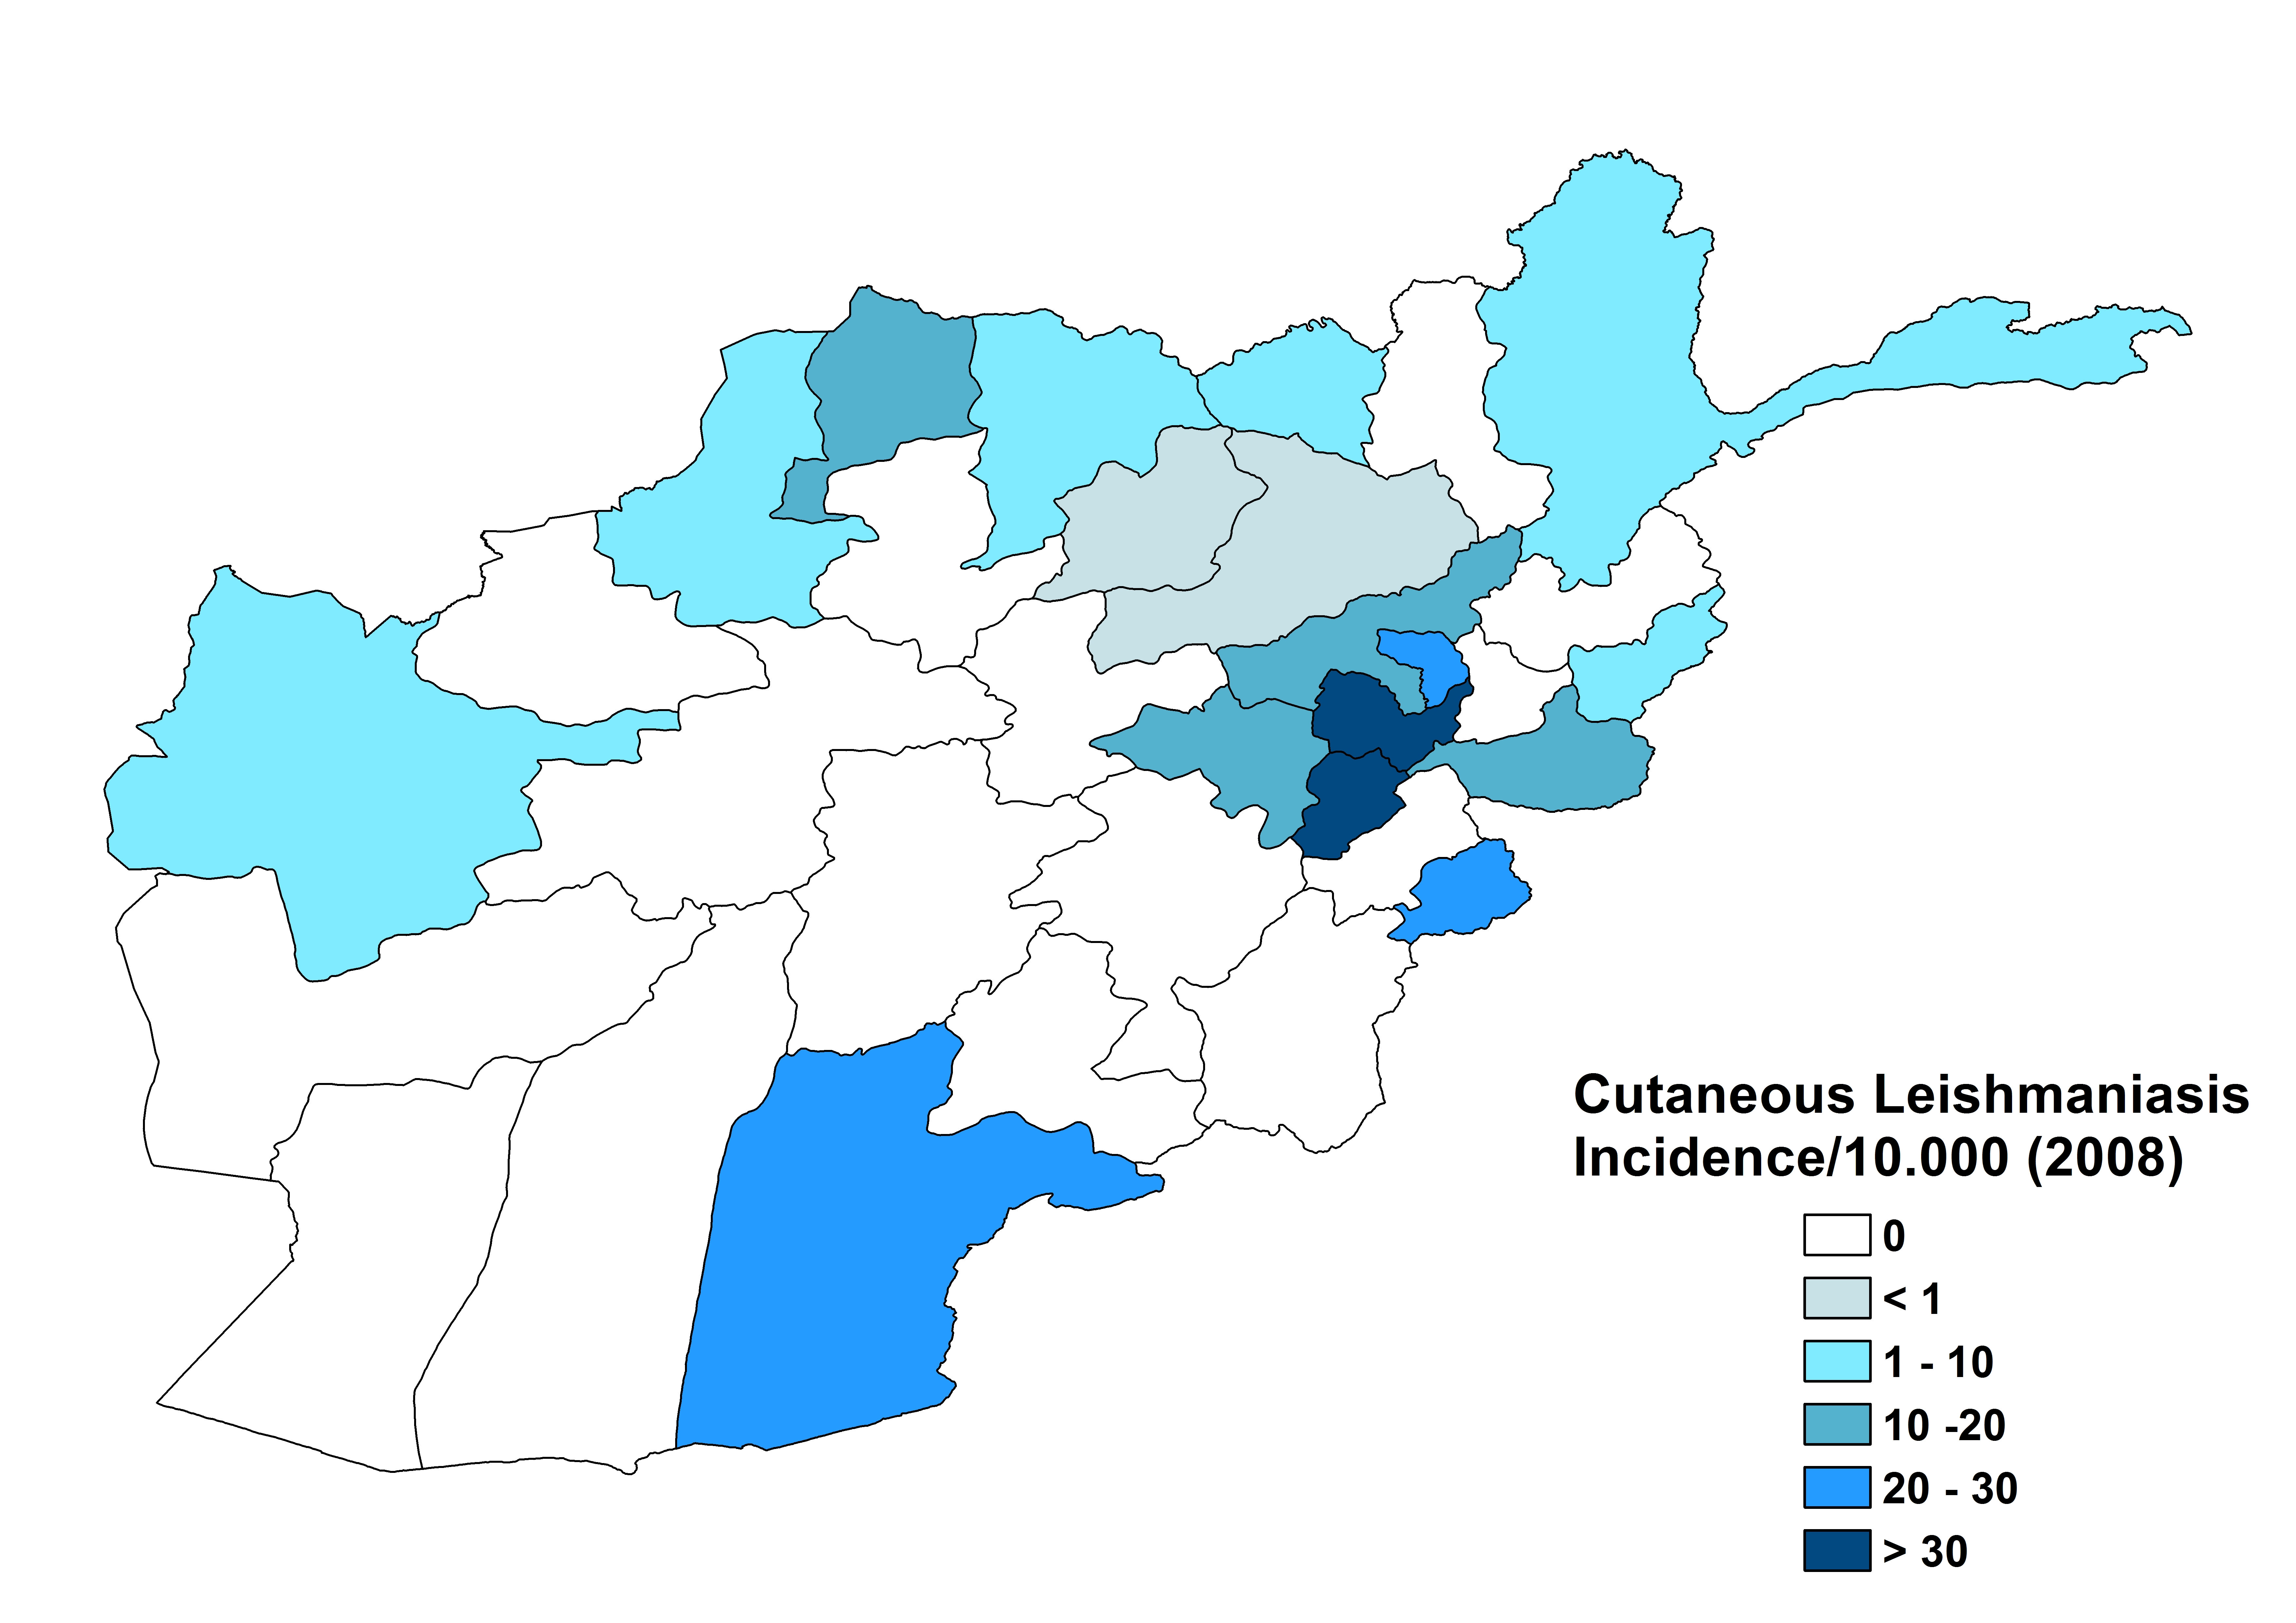 Cutaneous Leishmaniasis
Incidence/10.000 (2008)
0
< 1
1 - 10
10 -20
20 - 30
> 30